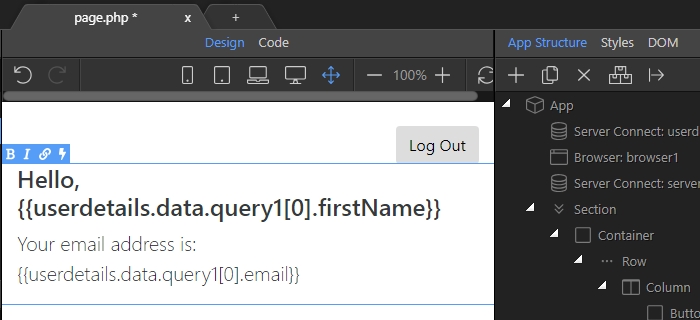 page.php * x +
Design Code
App Structure Styles DOM
100%
App
Server Connect: userd
Browser: browser1
Server Connect: server
Section
Container
Row
Column
Butto
Log Out
B I
Hello,
{{userdetails.data.query1[0].firstName}}
Your email address is:
{{userdetails.data.query1[0].email}}